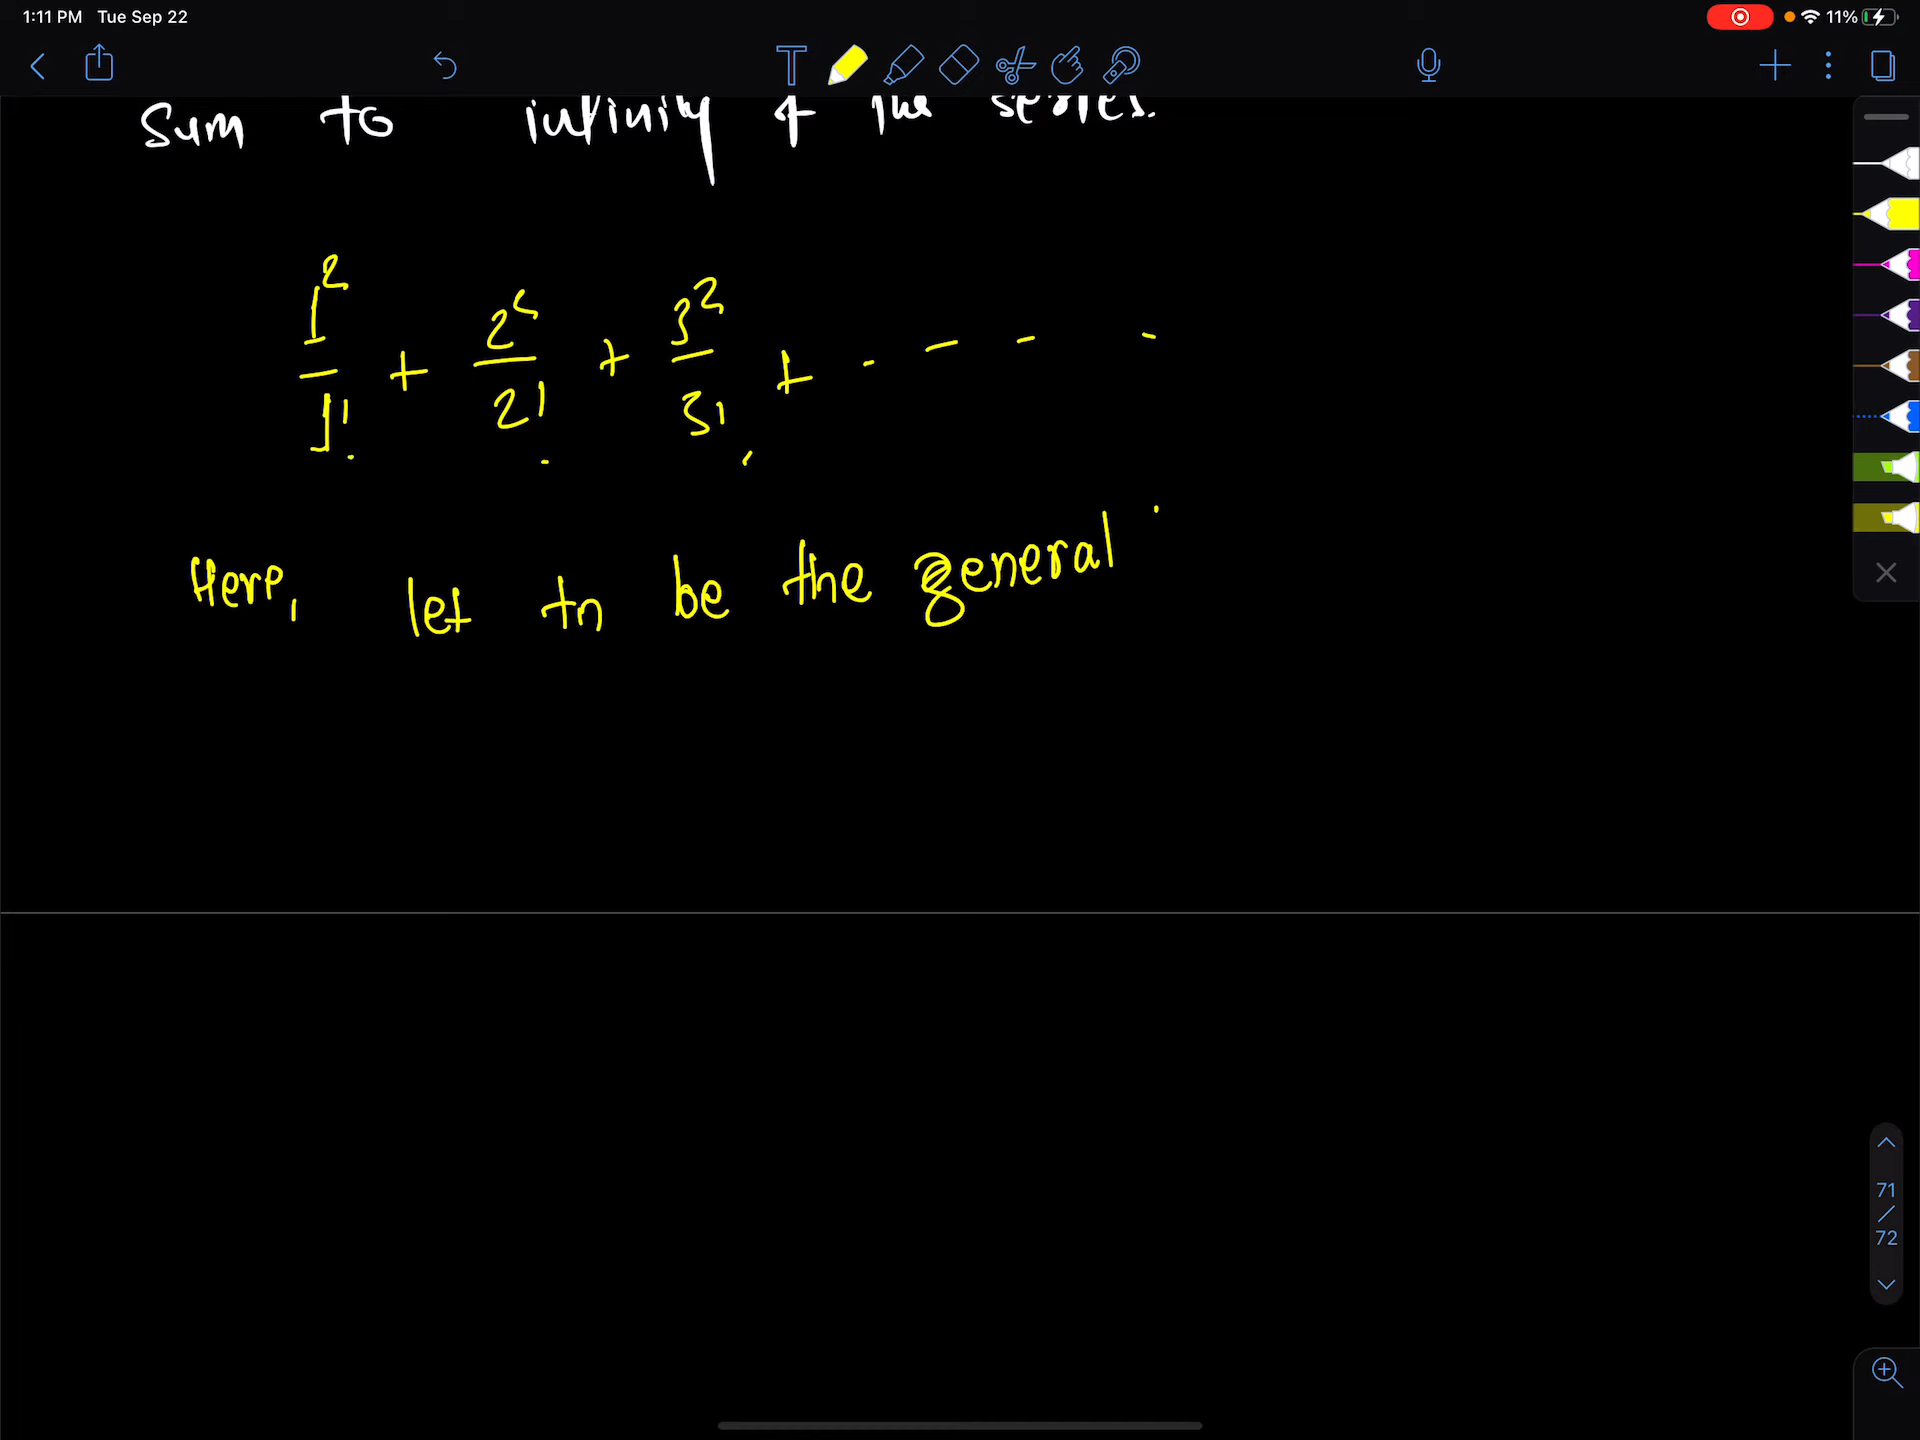 1:11 PM Tue Sep 22
11%
T
Sum to infinity of the series.
1²/1! + 2²/2! + 3²/3! + . - - -
Here, let tn be the general
71
/
72